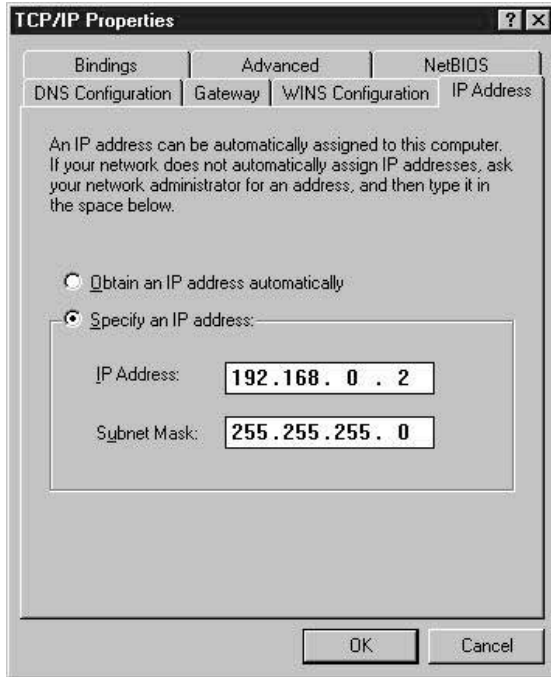 TCP/IP Properties
Bindings Advanced NetBIOS
DNS Configuration Gateway WINS Configuration IP Address
An IP address can be automatically assigned to this computer.
If your network does not automatically assign IP addresses, ask
your network administrator for an address, and then type it in
the space below.
Obtain an IP address automatically
Specify an IP address:
IP Address: 192.168. 0 . 2
Subnet Mask: 255.255.255. 0
OK Cancel